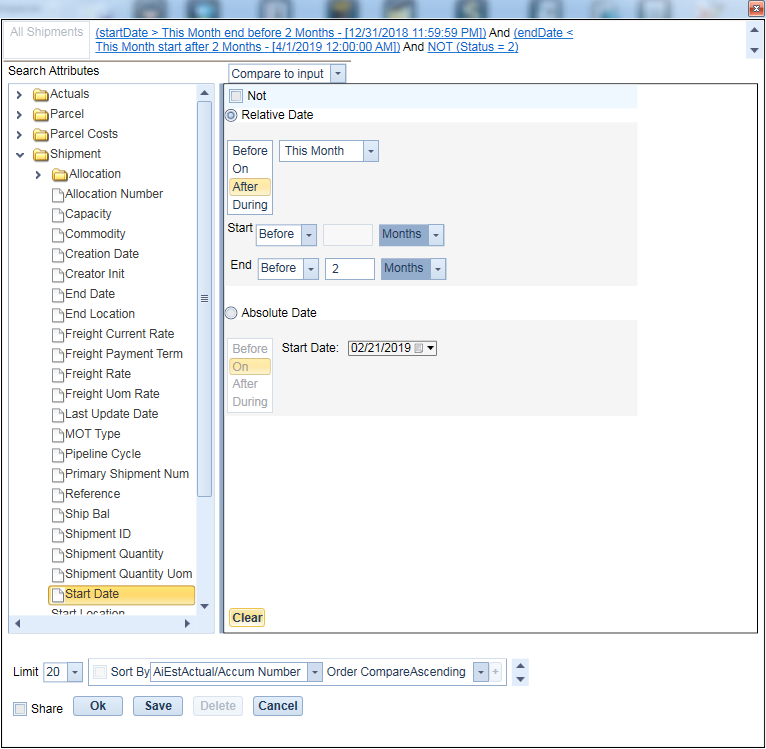 All Shipments
(startDate > This Month end before 2 Months - [12/31/2018 11:59:59 PM]) And (endDate <
This Month start after 2 Months - [4/1/2019 12:00:00 AM]) And NOT (Status = 2)
Search Attributes
Compare to input
Actuals
Parcel
Parcel Costs
Shipment
Allocation
Allocation Number
Capacity
Commodity
Creation Date
Creator Init
End Date
End Location
Freight Current Rate
Freight Payment Term
Freight Rate
Freight Uom Rate
Last Update Date
MOT Type
Pipeline Cycle
Primary Shipment Num
Reference
Ship Bal
Shipment ID
Shipment Quantity
Shipment Quantity Uom
Start Date
Start Location
Not
Relative Date
Before
On
After
During
This Month
Start Before Months
End Before 2 Months
Absolute Date
Before
On
After
During
Start Date: 02/21/2019
Clear
Limit 20 Sort By AiEstActual/Accum Number Order CompareAscending +
Share Ok Save Delete Cancel